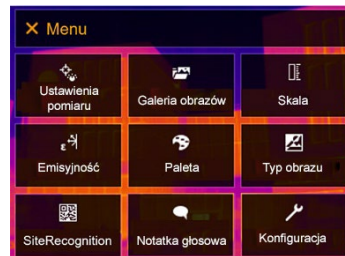 × Menu
Ustawienia
pomiaru
Galeria obrazów
Skala
ε
Emisyjność
Paleta
Typ obrazu
SiteRecognition
Notatka głosowa
Konfiguracja